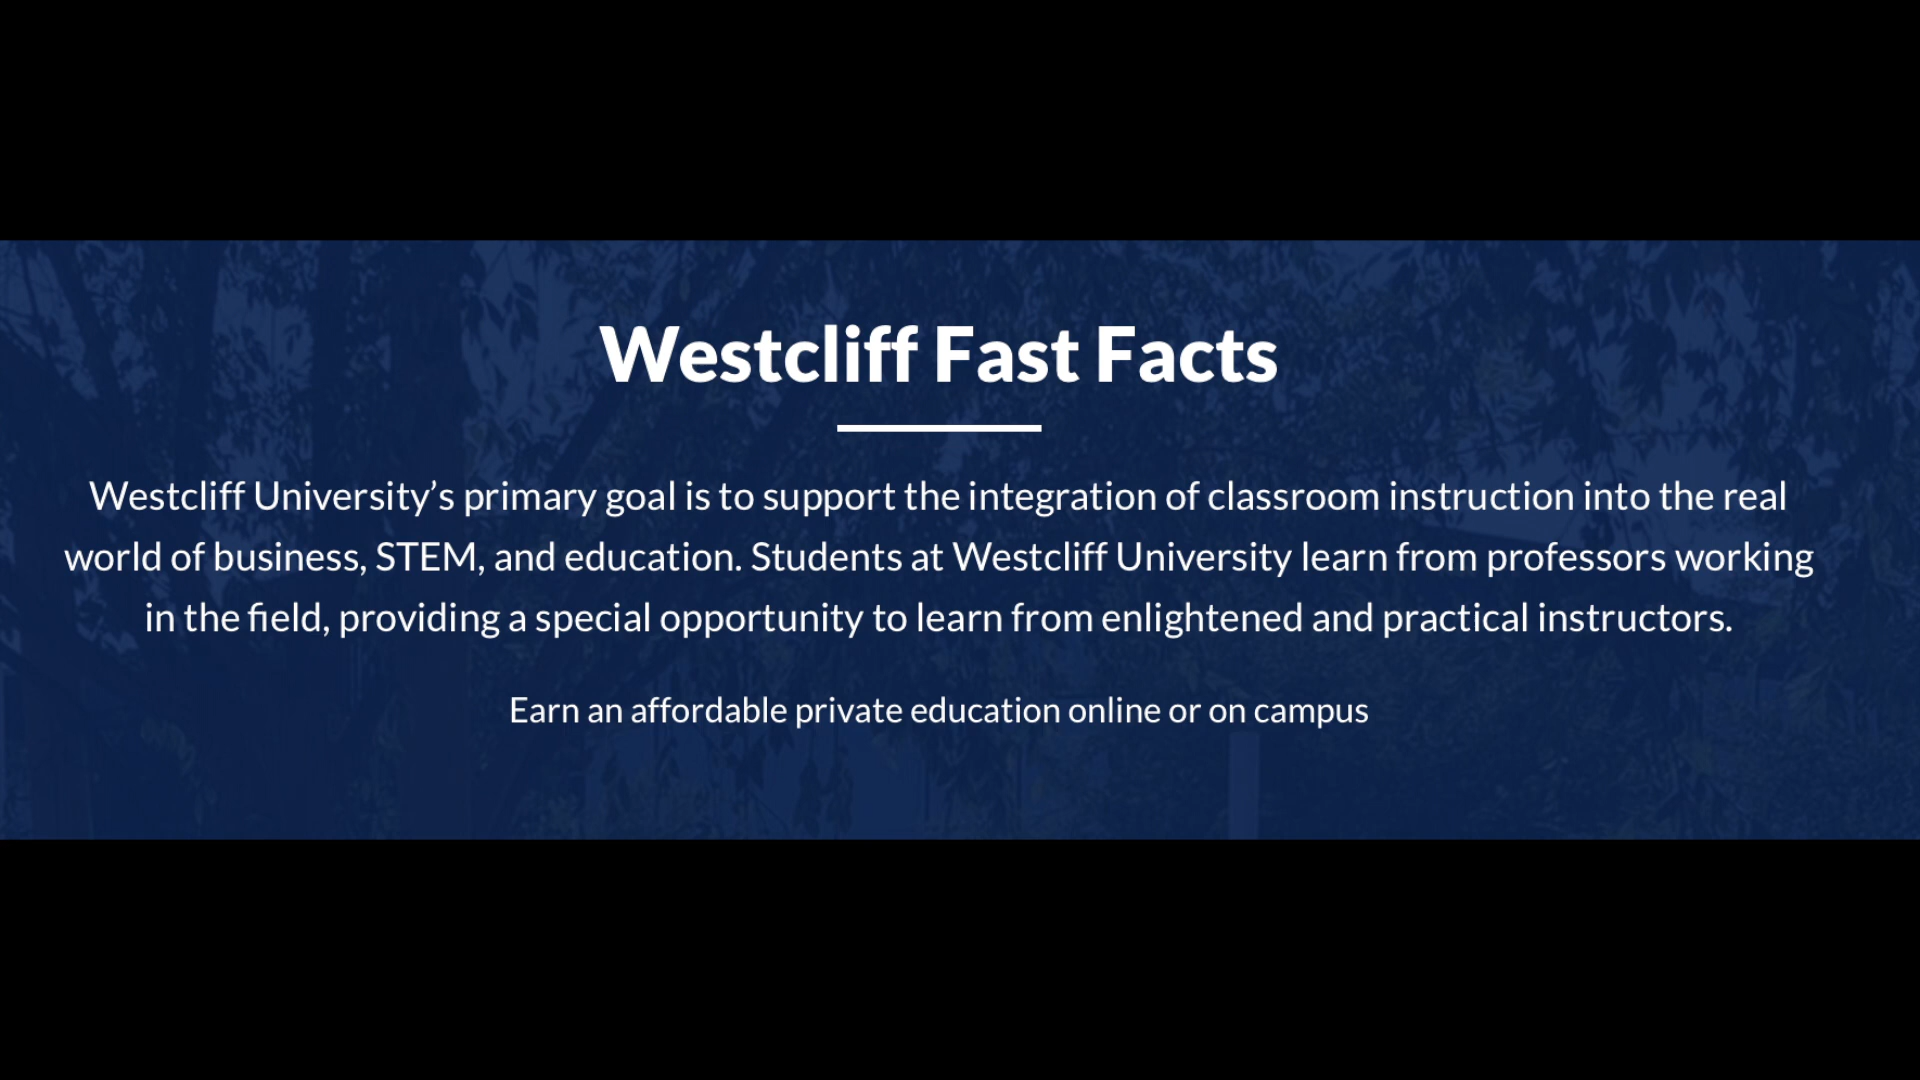 Westcliff Fast Facts
Westcliff University’s primary goal is to support the integration of classroom instruction into the real
world of business, STEM, and education. Students at Westcliff University learn from professors working
in the field, providing a special opportunity to learn from enlightened and practical instructors.
Earn an affordable private education online or on campus